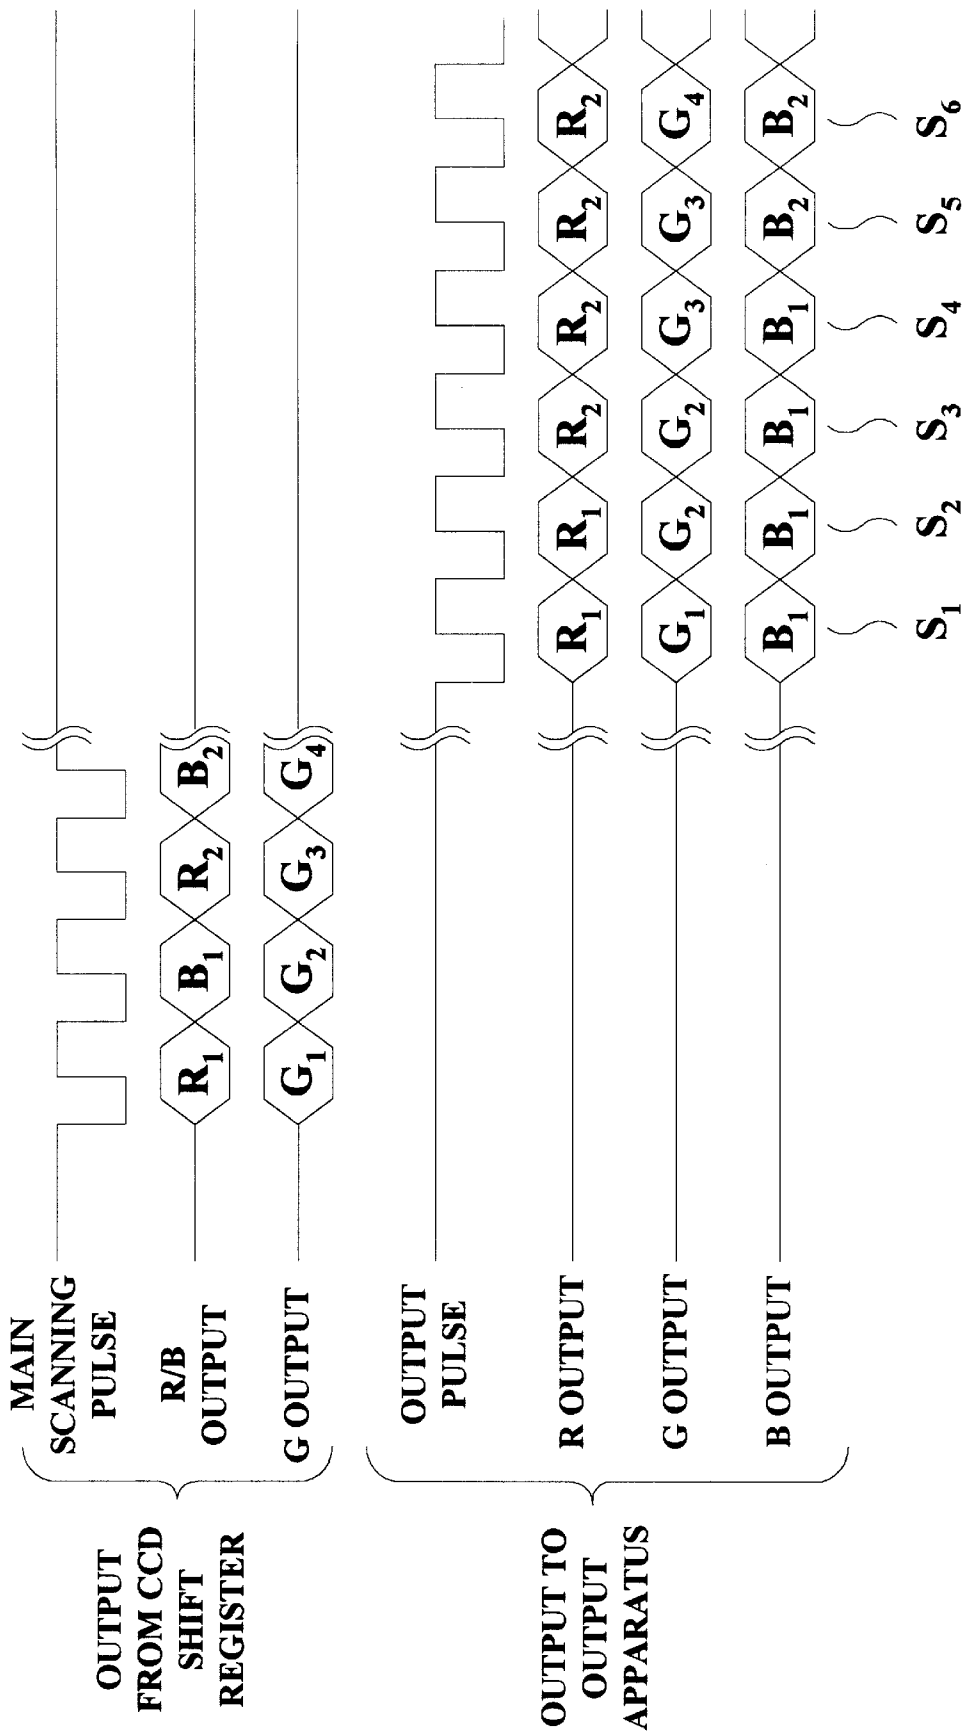 OUTPUT
FROM CCD
SHIFT
REGISTER
MAIN
SCANNING
PULSE
R/B
OUTPUT
R₁ B₁ R₂ B₂
G OUTPUT
G₁ G₂ G₃ G₄
OUTPUT TO
OUTPUT
APPARATUS
OUTPUT
PULSE
R OUTPUT
R₁ R₁ R₂ R₂ R₂ R₂
G OUTPUT
G₁ G₂ G₂ G₃ G₃ G₄
B OUTPUT
B₁ B₁ B₁ B₁ B₂ B₂
S₁ S₂ S₃ S₄ S₅ S₆